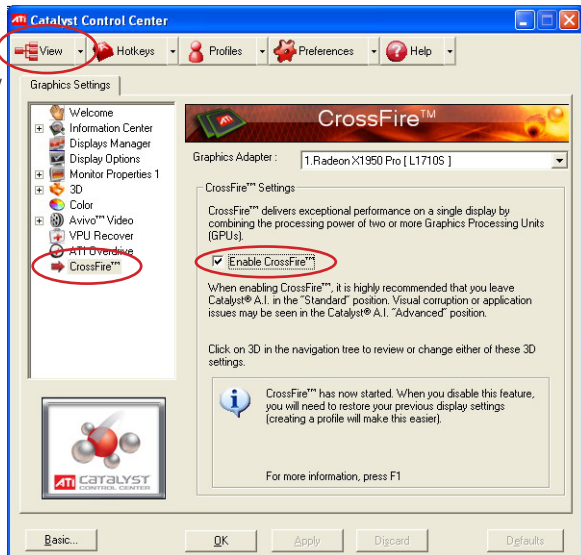 ATI Catalyst Control Center
View Hotkeys Profiles Preferences Help
Graphics Settings
Welcome
Information Center
Displays Manager
Display Options
Monitor Properties 1
3D
Color
Avivo™ Video
VPU Recover
ATI Overdrive
CrossFire™
ATI CATALYST
CONTROL CENTER
CrossFire™
Graphics Adapter : 1.Radeon X1950 Pro [ L1710S ]
CrossFire™ Settings
CrossFire™ delivers exceptional performance on a single display by
combining the processing power of two or more Graphics Processing Units
(GPUs).
Enable CrossFire™
When enabling CrossFire™, it is highly recommended that you leave
Catalyst® A.I. in the "Standard" position. Visual corruption or application
issues may be seen in the Catalyst® A.I. "Advanced" position.
Click on 3D in the navigation tree to review or change either of these 3D
settings.
CrossFire™ has now started. When you disable this feature,
you will need to restore your previous display settings
(creating a profile will make this easier).
For more information, press F1
Basic... OK Apply Discard Defaults